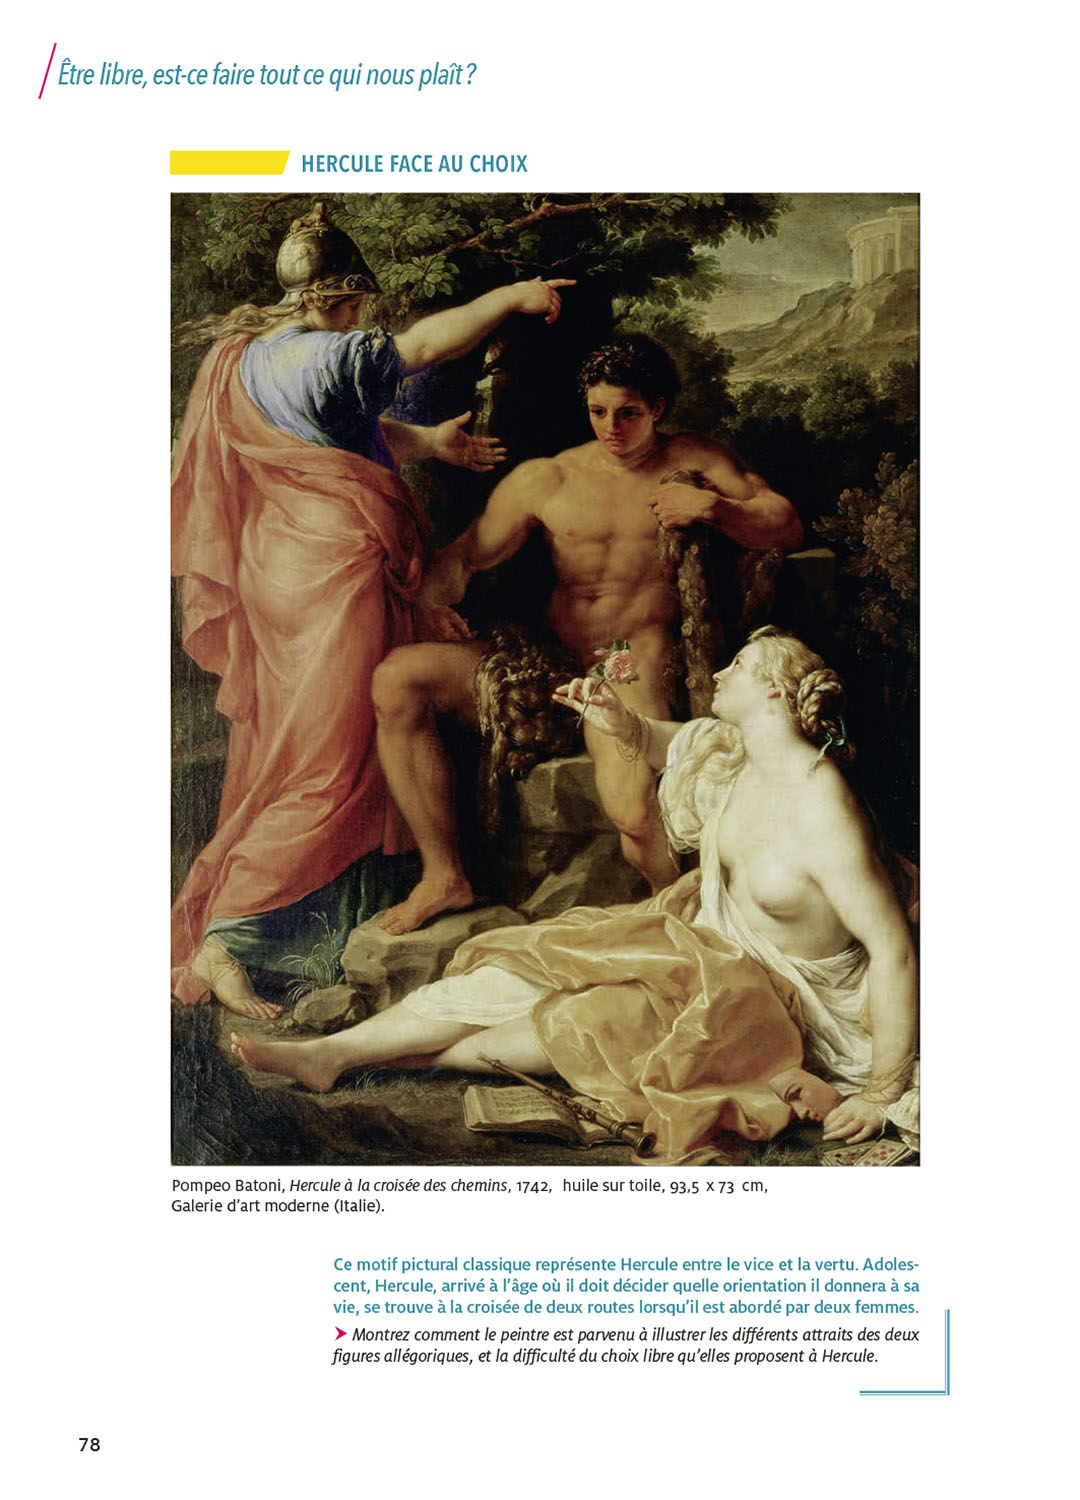 Être libre, est-ce faire tout ce qui nous plaît ?
HERCULE FACE AU CHOIX
Pompeo Batoni, Hercule à la croisée des chemins, 1742, huile sur toile, 93,5 x 73 cm,
Galerie d'art moderne (Italie).
Ce motif pictural classique représente Hercule entre le vice et la vertu. Adoles-
cent, Hercule, arrivé à l'âge où il doit décider quelle orientation il donnera à sa
vie, se trouve à la croisée de deux routes lorsqu'il est abordé par deux femmes.
➤ Montrez comment le peintre est parvenu à illustrer les différents attraits des deux
figures allégoriques, et la difficulté du choix libre qu'elles proposent à Hercule.
78